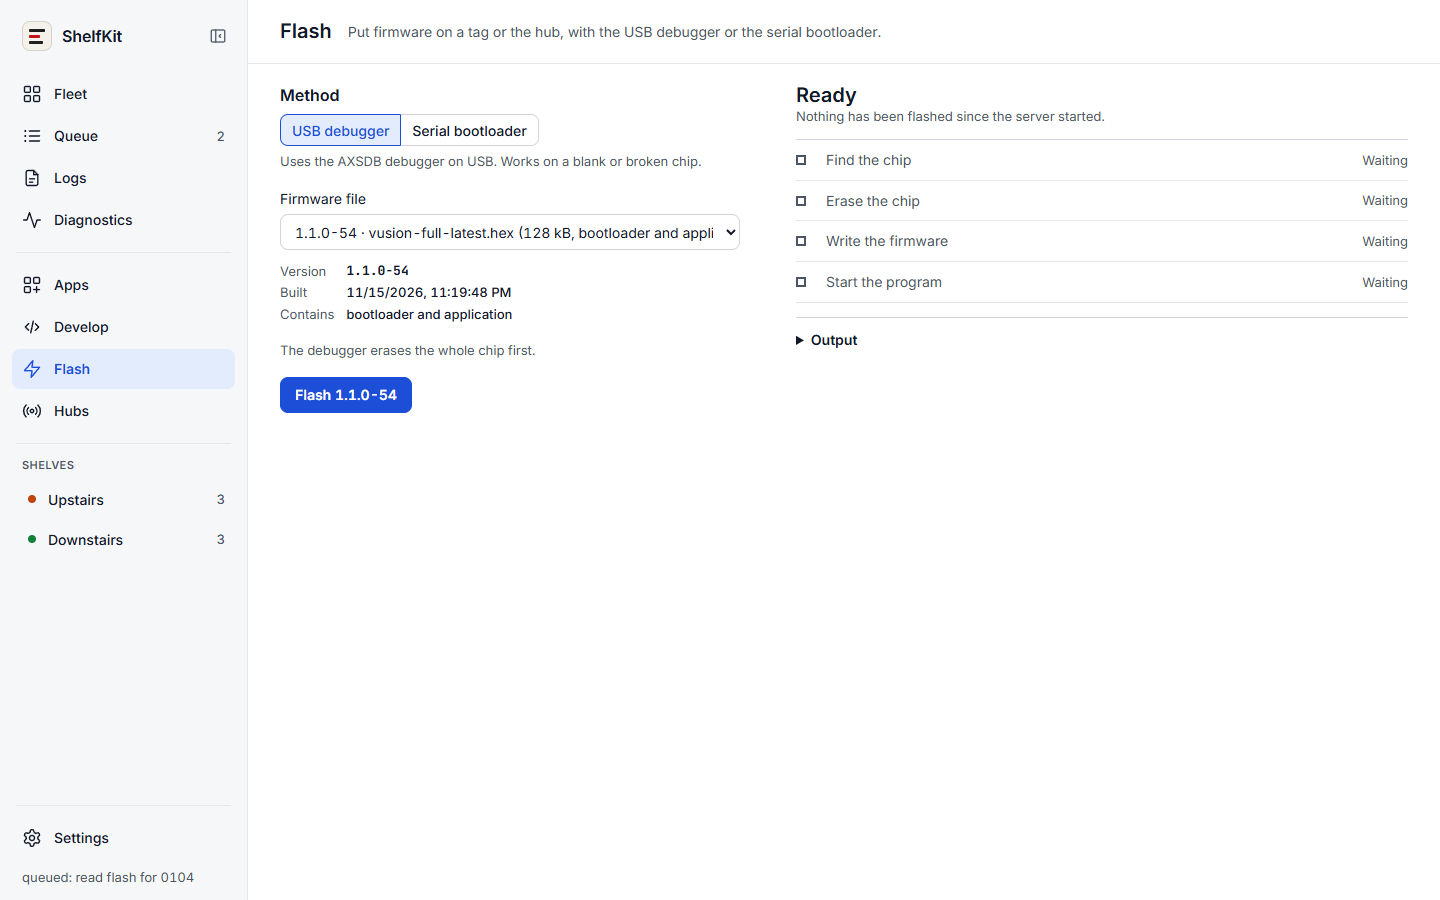 ShelfKit
Fleet
Queue 2
Logs
Diagnostics
Apps
Develop
Flash
Hubs
SHELVES
Upstairs 3
Downstairs 3
Settings
queued: read flash for 0104
Flash Put firmware on a tag or the hub, with the USB debugger or the serial bootloader.
Method
USB debugger Serial bootloader
Uses the AXSDB debugger on USB. Works on a blank or broken chip.
Firmware file
1.1.0-54 · vusion-full-latest.hex (128 kB, bootloader and appli
Version 1.1.0-54
Built 11/15/2026, 11:19:48 PM
Contains bootloader and application
The debugger erases the whole chip first.
Flash 1.1.0-54
Ready
Nothing has been flashed since the server started.
Find the chip Waiting
Erase the chip Waiting
Write the firmware Waiting
Start the program Waiting
Output